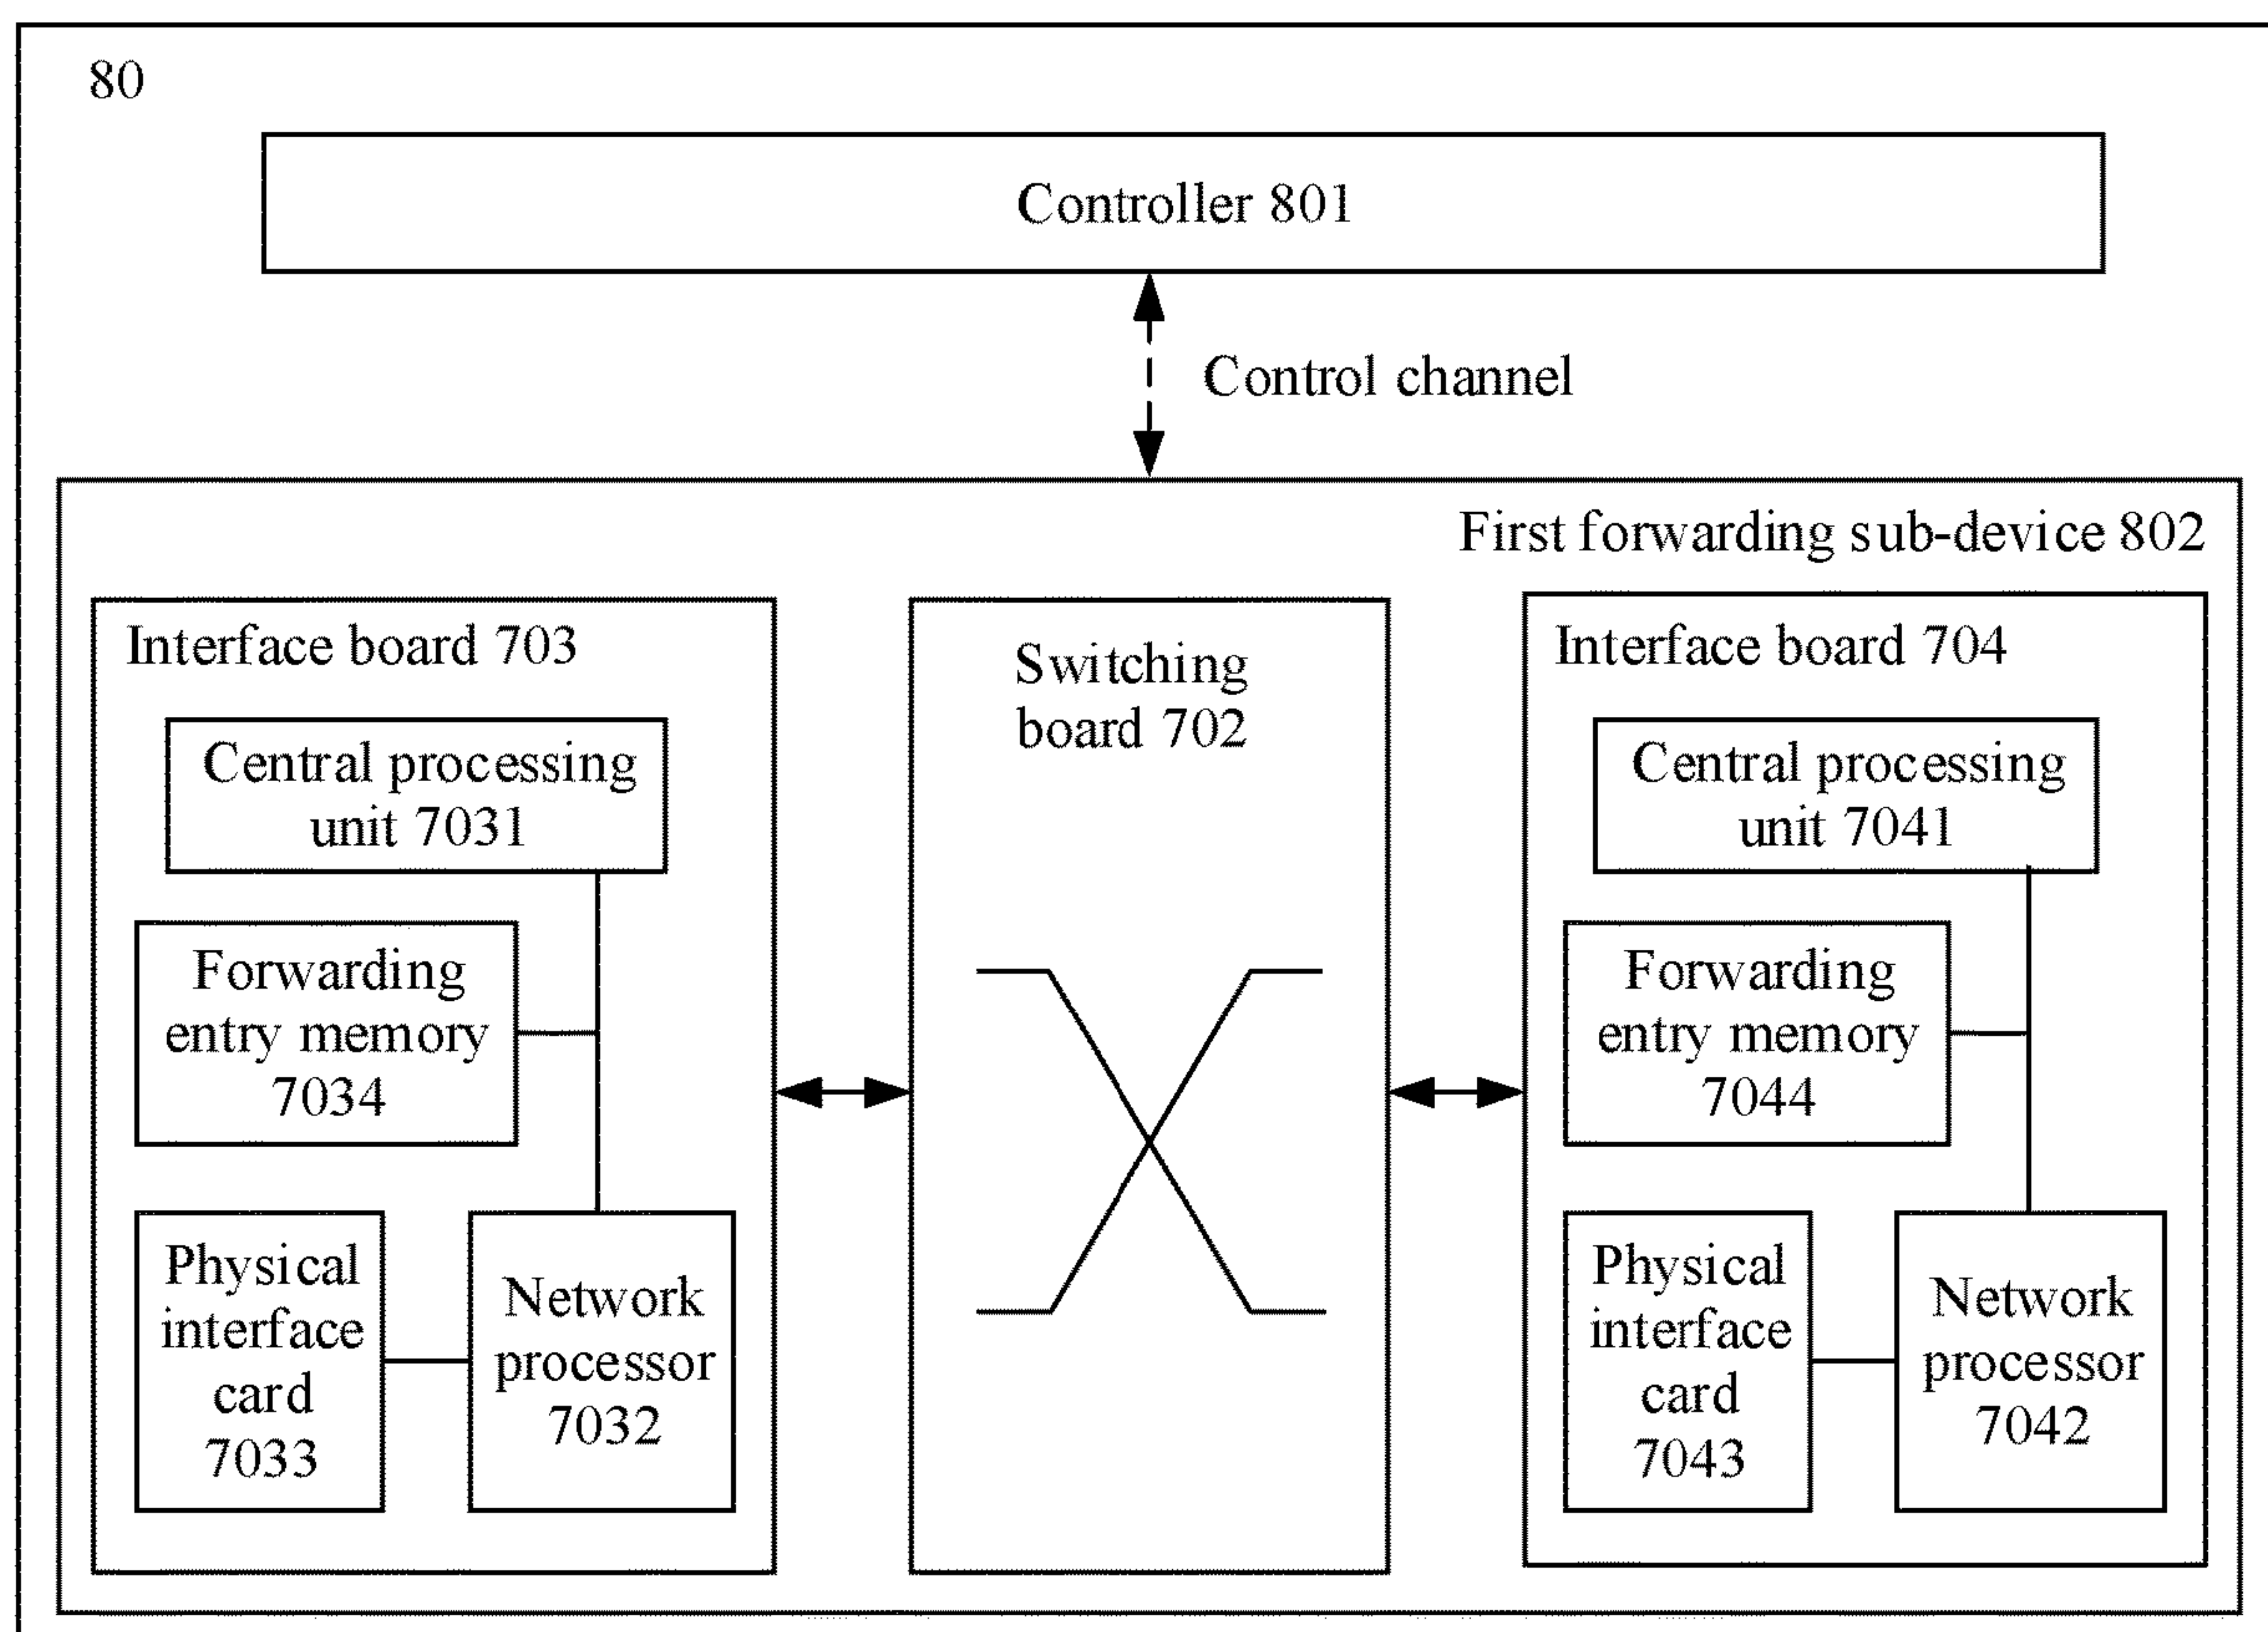 80
Controller 801
Control channel
First forwarding sub-device 802
Interface board 703
Central processing
unit 7031
Forwarding
entry memory
7034
Physical
interface
card
7033
Network
processor
7032
Switching
board 702
Interface board 704
Central processing
unit 7041
Forwarding
entry memory
7044
Physical
interface
card
7043
Network
processor
7042